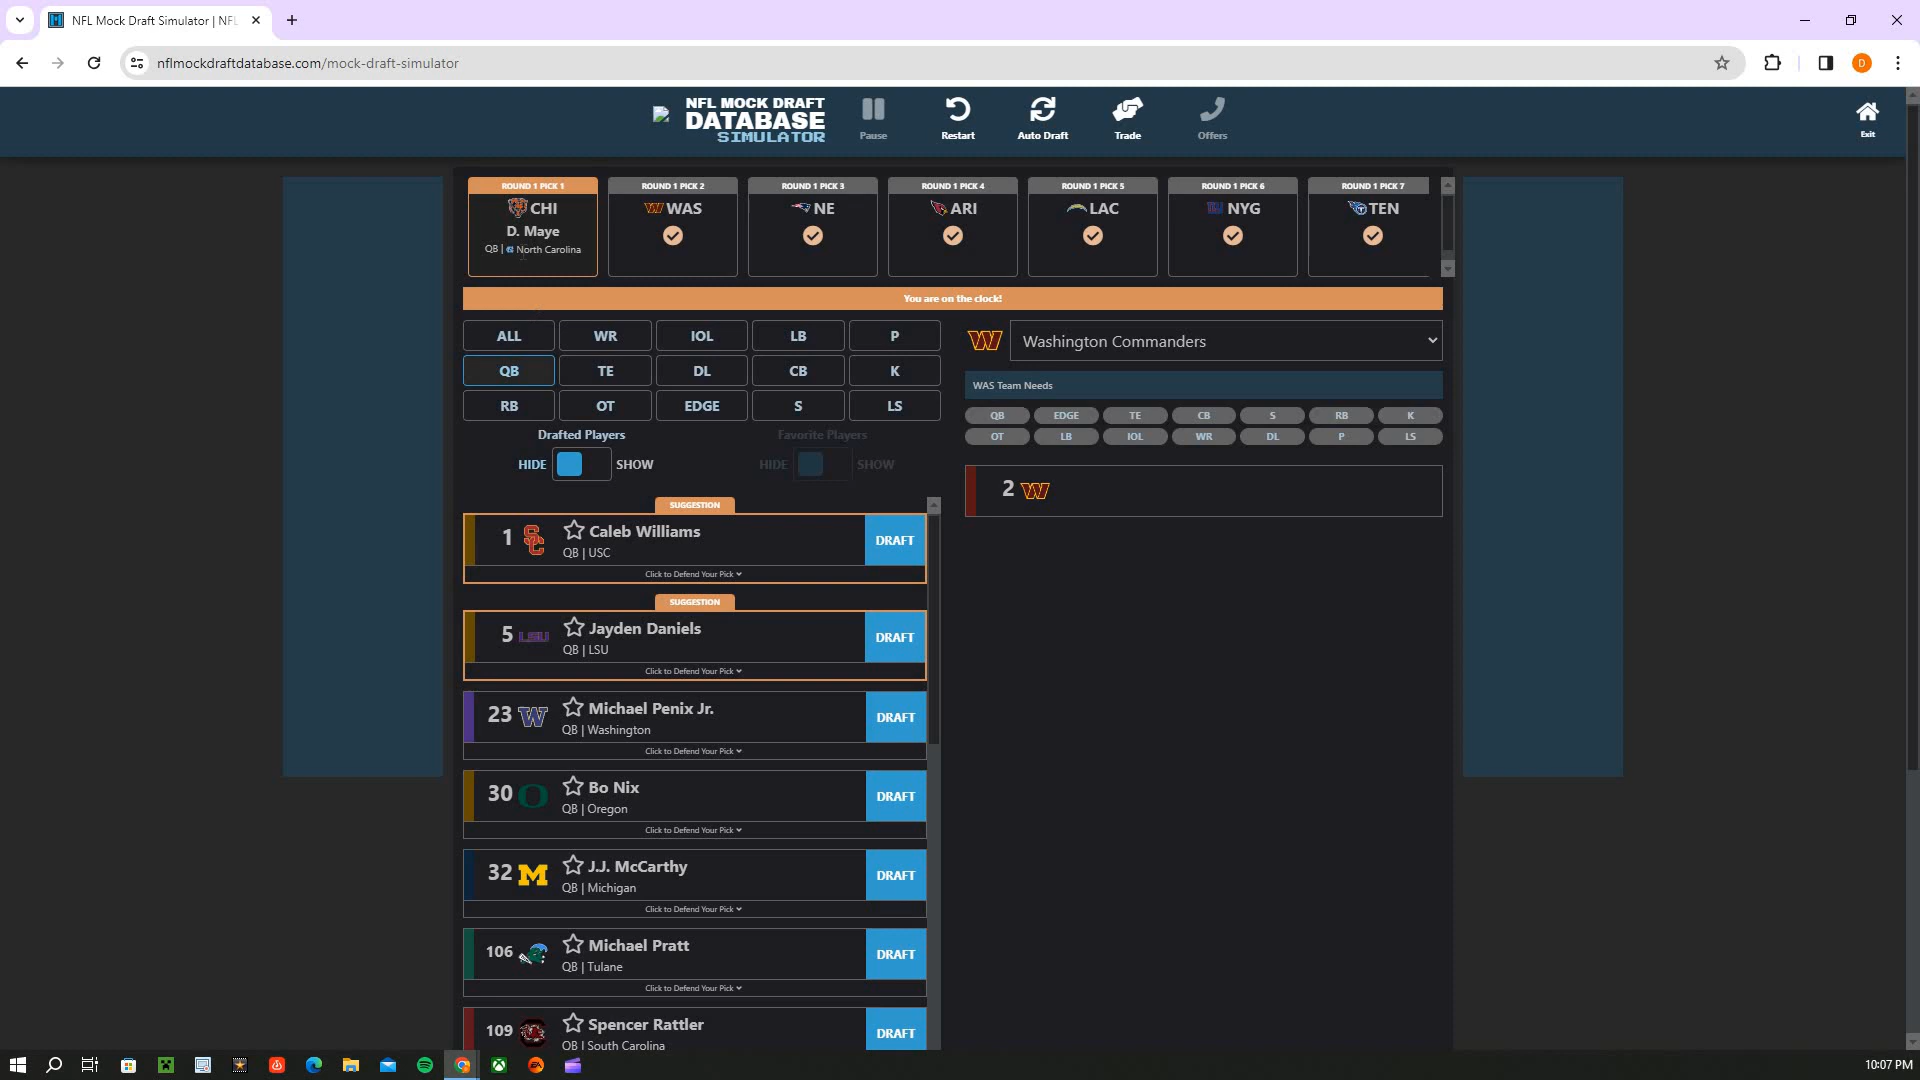 NFL Mock Draft Simulator | NFL
nflmockdraftdatabase.com/mock-draft-simulator
D
NFL MOCK DRAFT
DATABASE
SIMULATOR
Pause
Restart
Auto Draft
Trade
Offers
Exit
ROUND 1 PICK 1
CHI
D. Maye
QB | North Carolina
ROUND 1 PICK 2
WAS
ROUND 1 PICK 3
NE
ROUND 1 PICK 4
ARI
ROUND 1 PICK 5
LAC
ROUND 1 PICK 6
NYG
ROUND 1 PICK 7
TEN
You are on the clock!
ALL WR IOL LB P
QB TE DL CB K
RB OT EDGE S LS
Drafted Players
HIDE SHOW
Favorite Players
HIDE SHOW
Washington Commanders
WAS Team Needs
QB EDGE TE CB S RB K
OT LB IOL WR DL P LS
2
SUGGESTION
1 Caleb Williams
QB | USC
DRAFT
Click to Defend Your Pick
SUGGESTION
5 LSU Jayden Daniels
QB | LSU
DRAFT
Click to Defend Your Pick
23 Michael Penix Jr.
QB | Washington
DRAFT
Click to Defend Your Pick
30 Bo Nix
QB | Oregon
DRAFT
Click to Defend Your Pick
32 J.J. McCarthy
QB | Michigan
DRAFT
Click to Defend Your Pick
106 Michael Pratt
QB | Tulane
DRAFT
Click to Defend Your Pick
109 Spencer Rattler
QB | South Carolina
DRAFT
10:07 PM